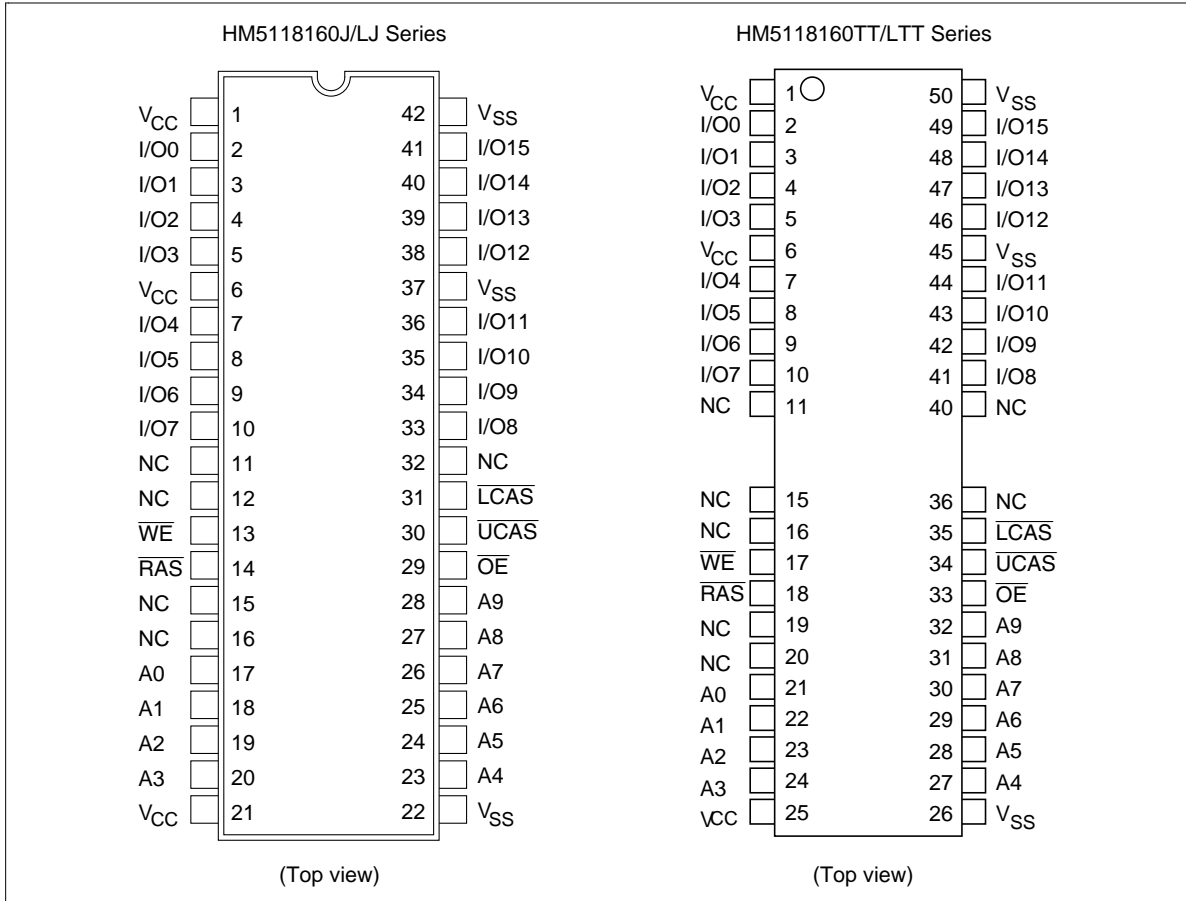 HM5118160J/LJ Series
VCC 1 42 VSS
I/O0 2 41 I/O15
I/O1 3 40 I/O14
I/O2 4 39 I/O13
I/O3 5 38 I/O12
VCC 6 37 VSS
I/O4 7 36 I/O11
I/O5 8 35 I/O10
I/O6 9 34 I/O9
I/O7 10 33 I/O8
NC 11 32 NC
NC 12 31 LCAS
WE 13 30 UCAS
RAS 14 29 OE
NC 15 28 A9
NC 16 27 A8
A0 17 26 A7
A1 18 25 A6
A2 19 24 A5
A3 20 23 A4
VCC 21 22 VSS
(Top view)
HM5118160TT/LTT Series
VCC 1 50 VSS
I/O0 2 49 I/O15
I/O1 3 48 I/O14
I/O2 4 47 I/O13
I/O3 5 46 I/O12
VCC 6 45 VSS
I/O4 7 44 I/O11
I/O5 8 43 I/O10
I/O6 9 42 I/O9
I/O7 10 41 I/O8
NC 11 40 NC
NC 15 36 NC
NC 16 35 LCAS
WE 17 34 UCAS
RAS 18 33 OE
NC 19 32 A9
NC 20 31 A8
A0 21 30 A7
A1 22 29 A6
A2 23 28 A5
A3 24 27 A4
VCC 25 26 VSS
(Top view)